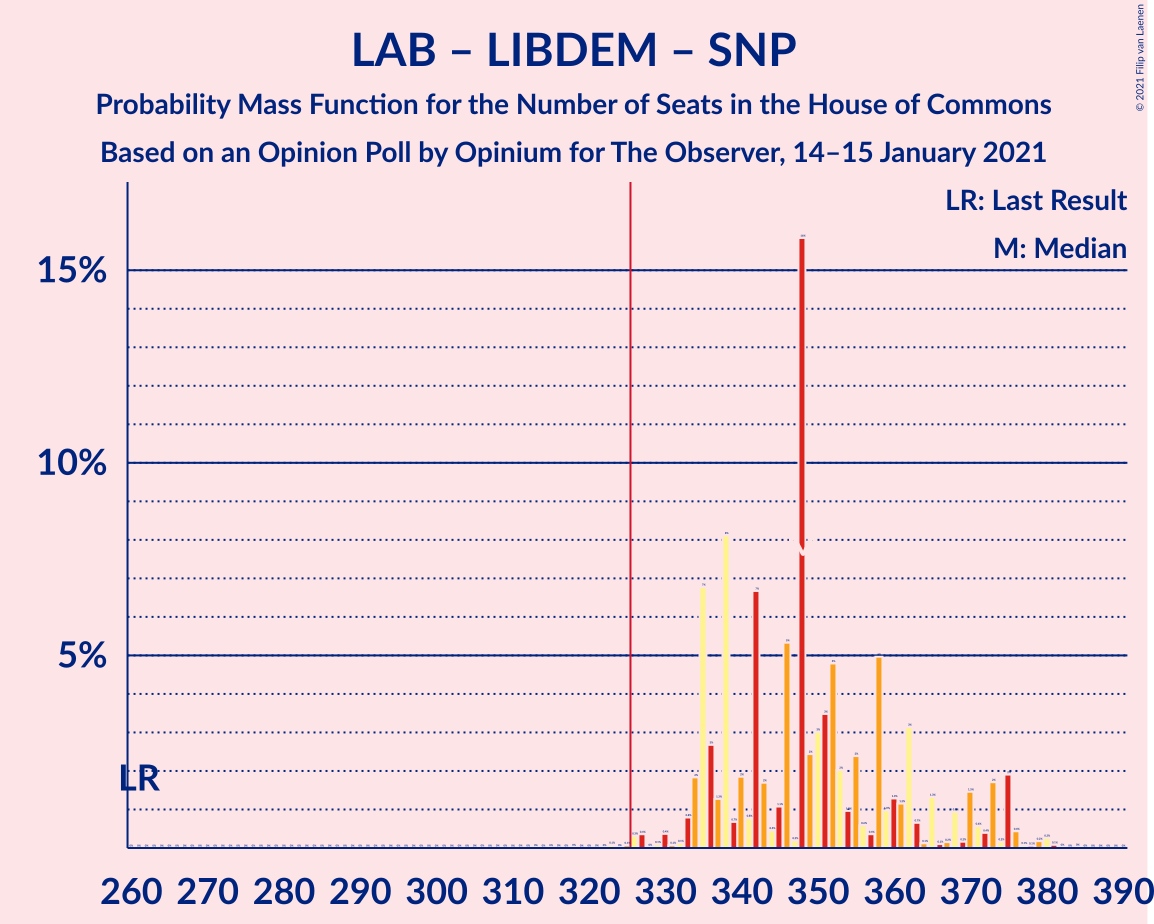 LAB – LIBDEM – SNP
Probability Mass Function for the Number of Seats in the House of Commons
Based on an Opinion Poll by Opinium for The Observer, 14–15 January 2021
© 2021 Filip van Laenen
LR: Last Result
M: Median
15%
10%
5%
LR
260 270 280 290 300 310 320 330 340 350 360 370 380 390